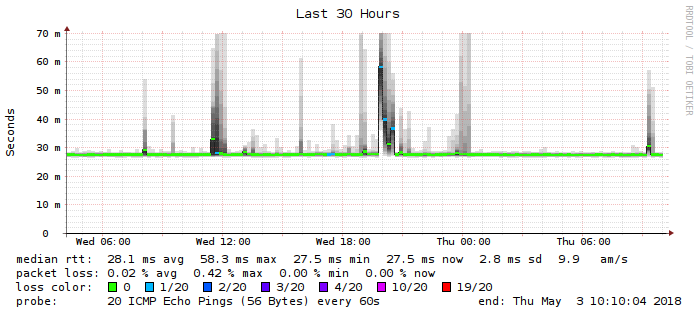 Last 30 Hours
RRDTOOL / TOBI OETIKER
Seconds
70 m
60 m
50 m
40 m
30 m
20 m
10 m
0
Wed 06:00 Wed 12:00 Wed 18:00 Thu 00:00 Thu 06:00
median rtt: 28.1 ms avg 58.3 ms max 27.5 ms min 27.5 ms now 2.8 ms sd 9.9 am/s
packet loss: 0.02 % avg 0.42 % max 0.00 % min 0.00 % now
loss color: 0 1/20 2/20 3/20 4/20 10/20 19/20
probe: 20 ICMP Echo Pings (56 Bytes) every 60s end: Thu May 3 10:10:04 2018